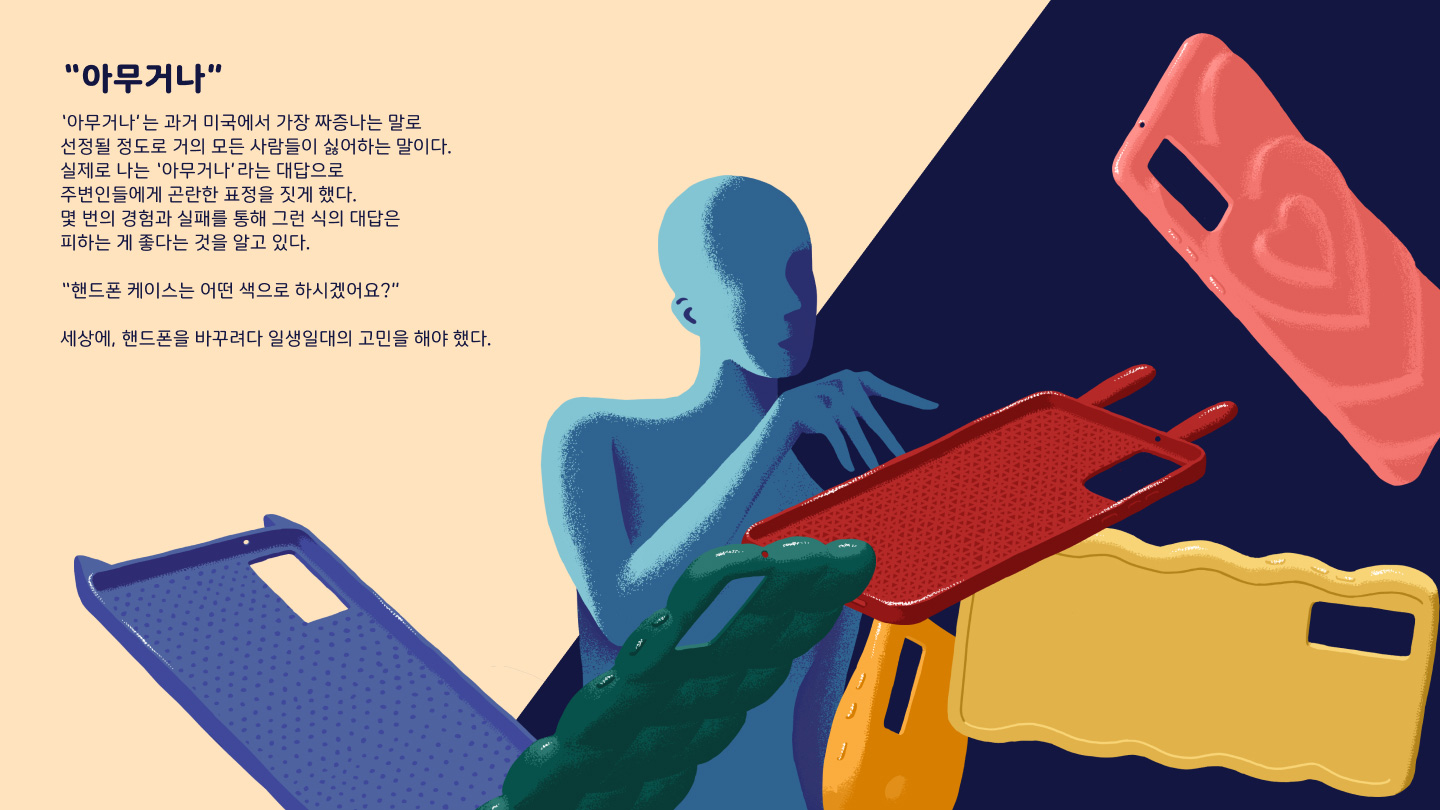 “아무거나”
‘아무거나’는 과거 미국에서 가장 짜증나는 말로
선정될 정도로 거의 모든 사람들이 싫어하는 말이다.
실제로 나는 ‘아무거나’라는 대답으로
주변인들에게 곤란한 표정을 짓게 했다.
몇 번의 경험과 실패를 통해 그런 식의 대답은
피하는 게 좋다는 것을 알고 있다.
“핸드폰 케이스는 어떤 색으로 하시겠어요?“
세상에, 핸드폰을 바꾸려다 일생일대의 고민을 해야 했다.